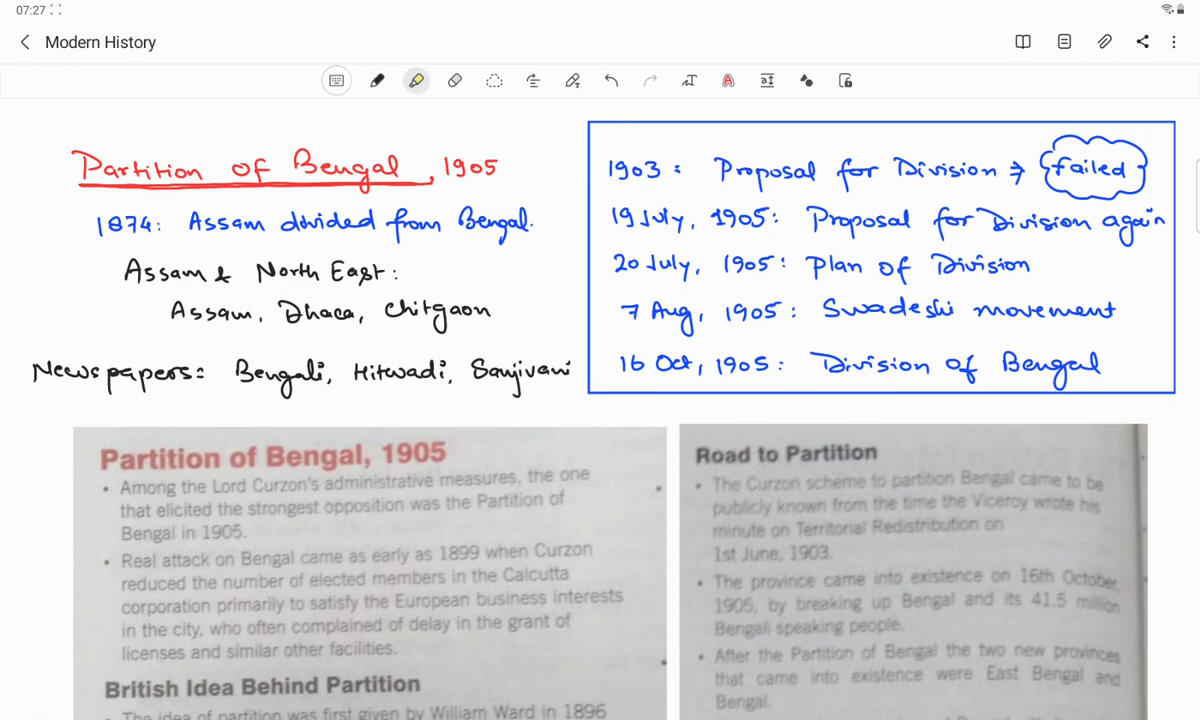 07:27
Modern History
Partition of Bengal, 1905
1874: Assam divided from Bengal.
Assam & North East:
Assam, Dhaca, Chitgaon
Newspapers: Bengali, Hitwadi, Sanjivani
1903: Proposal for Division → failed
19 July, 1905: Proposal for Division again
20 July, 1905: Plan of Division
7 Aug, 1905: Swadeshi movement
16 Oct, 1905: Division of Bengal
Partition of Bengal, 1905
• Among the Lord Curzon's administrative measures, the one
that elicited the strongest opposition was the Partition of
Bengal in 1905.
• Real attack on Bengal came as early as 1899 when Curzon
reduced the number of elected members in the Calcutta
corporation primarily to satisfy the European business interests
in the city, who often complained of delay in the grant of
licenses and similar other facilities.
British Idea Behind Partition
• The idea of partition was first given by William Ward in 1896
Road to Partition
• The Curzon scheme to partition Bengal came to be
publicly known from the time the Viceroy wrote his
minute on Territorial Redistribution on
1st June, 1903.
• The province came into existence on 16th October,
1905, by breaking up Bengal and its 41.5 million
Bengali speaking people.
• After the Partition of Bengal the two new provinces
that came into existence were East Bengal and
Bengal.